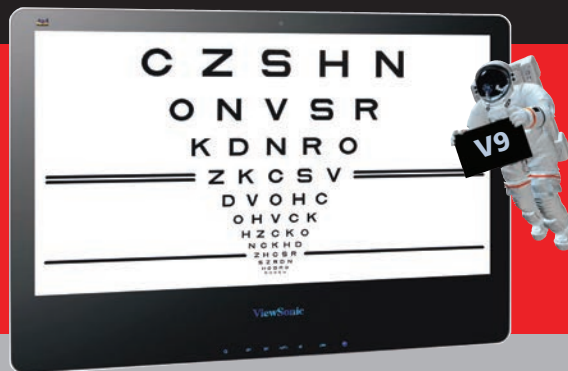 C Z S H N
O N V S R
K D N R O
Z K C S V
D V O H C
O H V C K
H Z C K O
N C K H D
Z H C S R
S Z R D N
V9
ViewSonic